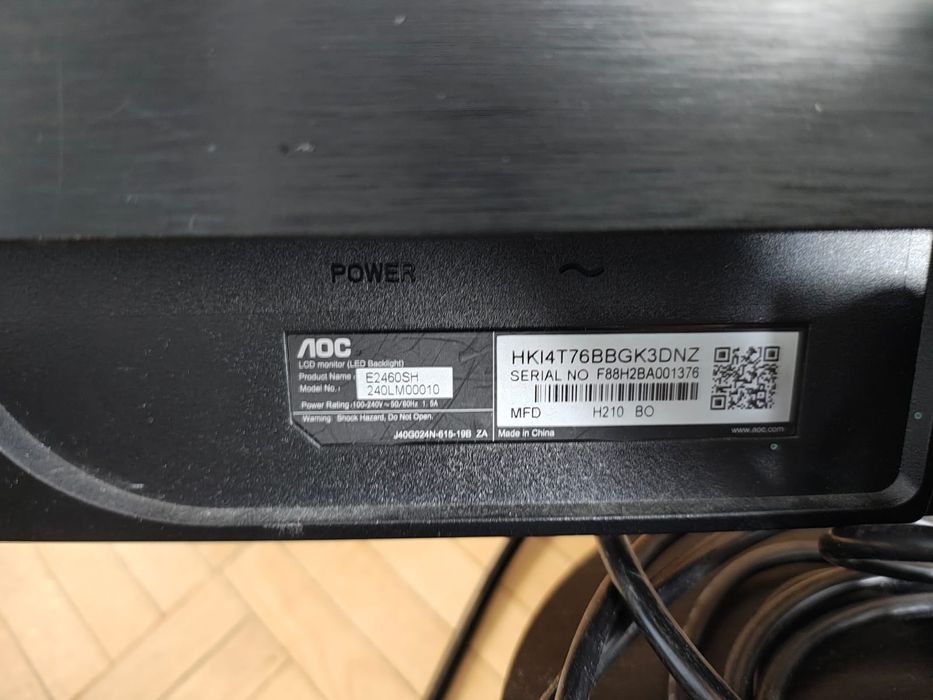 POWER
~
AOC
LCD monitor (LED Backlight)
Product Name : E2460SH
Model No.: 240LM00010
Power Rating:100-240V~50/60Hz 1.5A
Warning: Shock Hazard, Do Not Open.
J40G024N-615-19B ZA
HKI4T76BBGK3DNZ
SERIAL NO F88H2BA001376
MFD H210 BO
Made in China
www.aoc.com